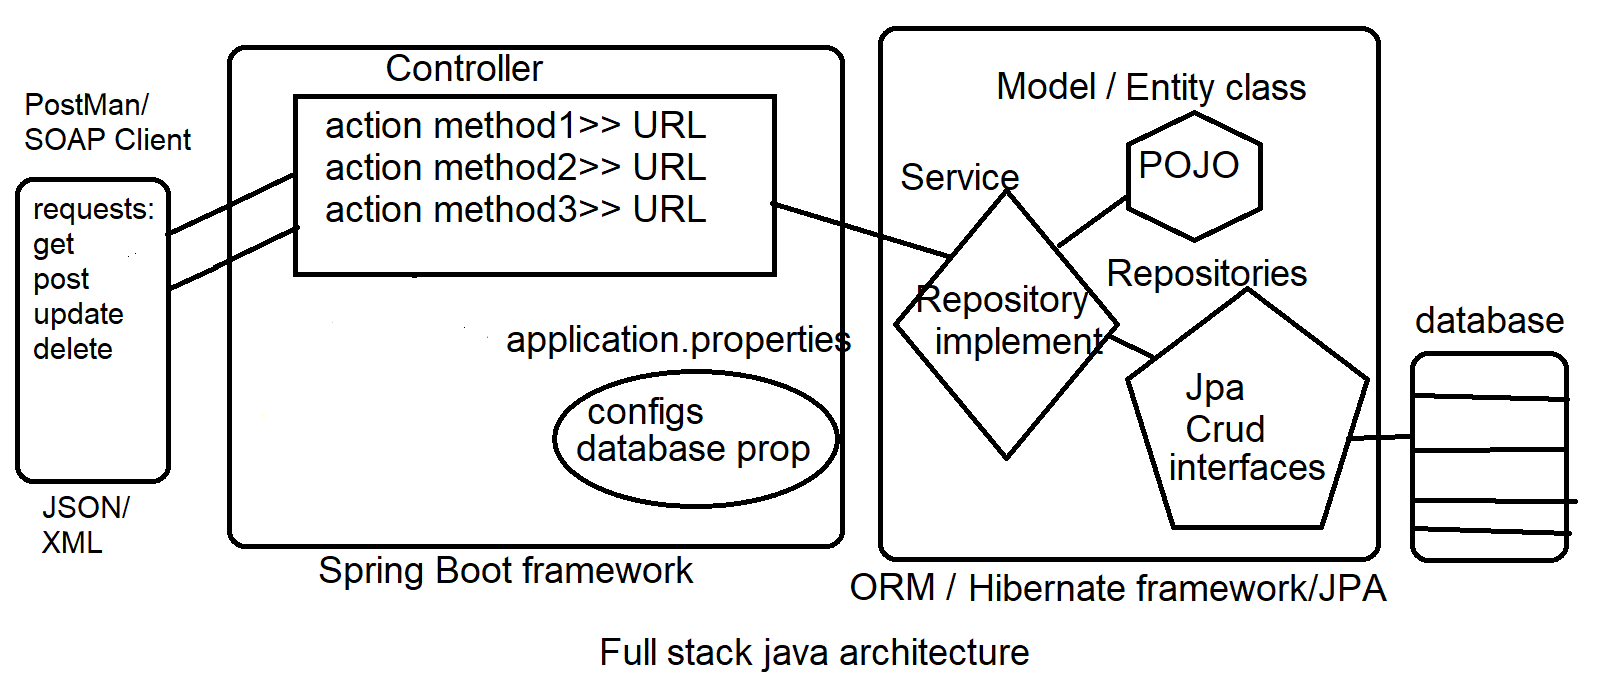 PostMan/
SOAP Client
requests:
get
post
update
delete
JSON/
XML
Controller
action method1>> URL
action method2>> URL
action method3>> URL
application.properties
configs
database prop
Spring Boot framework
Model / Entity class
POJO
Service
Repository
implement
Repositories
Jpa
Crud
interfaces
ORM / Hibernate framework/JPA
database
Full stack java architecture